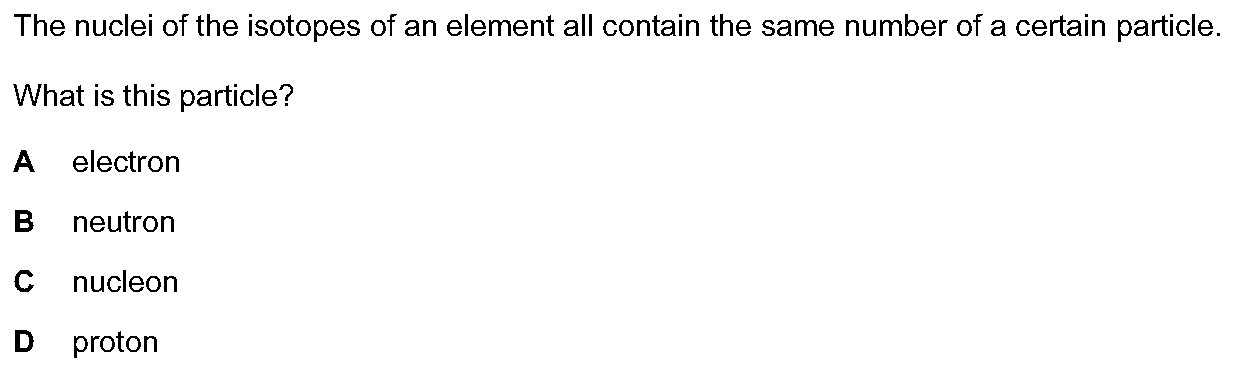 The nuclei of the isotopes of an element all contain the same number of a certain particle.
What is this particle?
A electron
B neutron
C nucleon
D proton